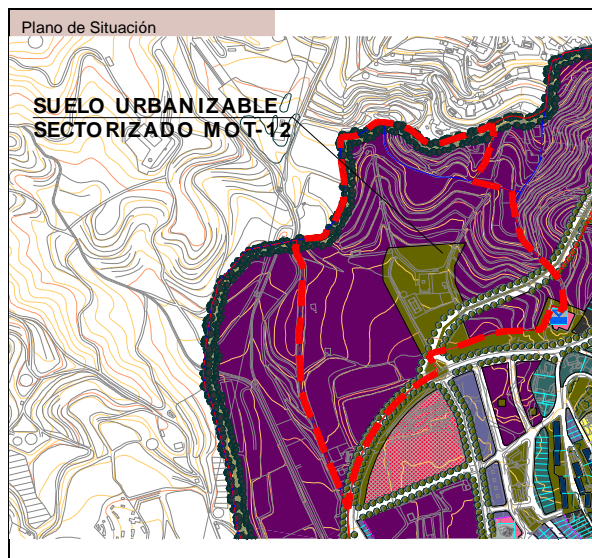 Plano de Situación
SUELO URBANIZABLE
SECTORIZADO MOT-12